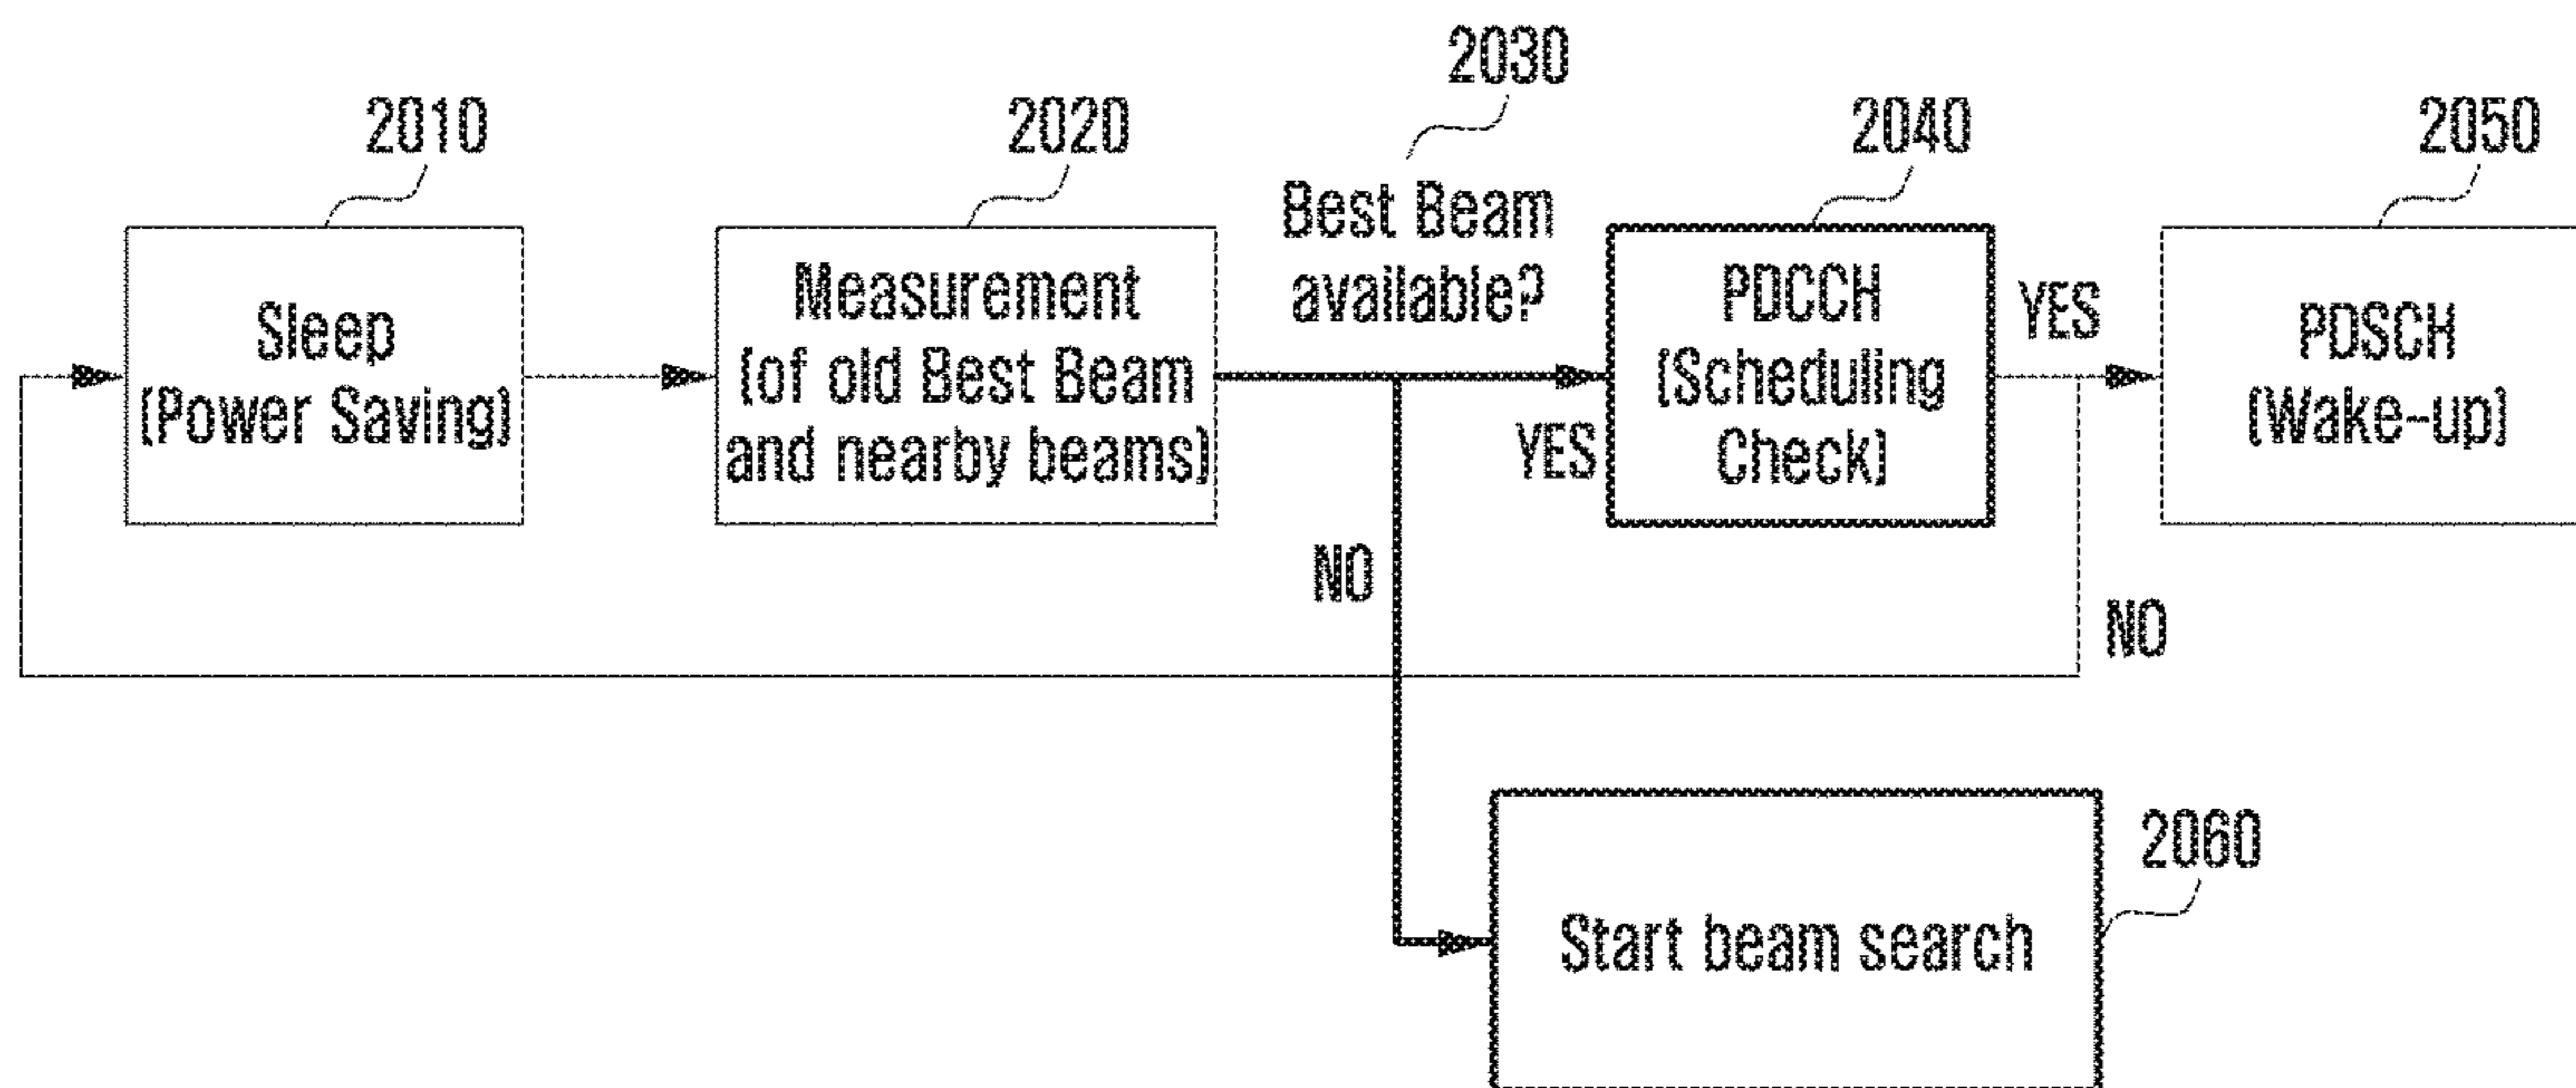 2030
2010
2020
2040
2050
Best Beam
available?
Sleep
(Power Saving)
Measurement
(of old Best Beam
and nearby beams)
PDCCH
(Scheduling
Check)
YES
PDSCH
(Wake-up)
YES
NO
NO
2060
Start beam search